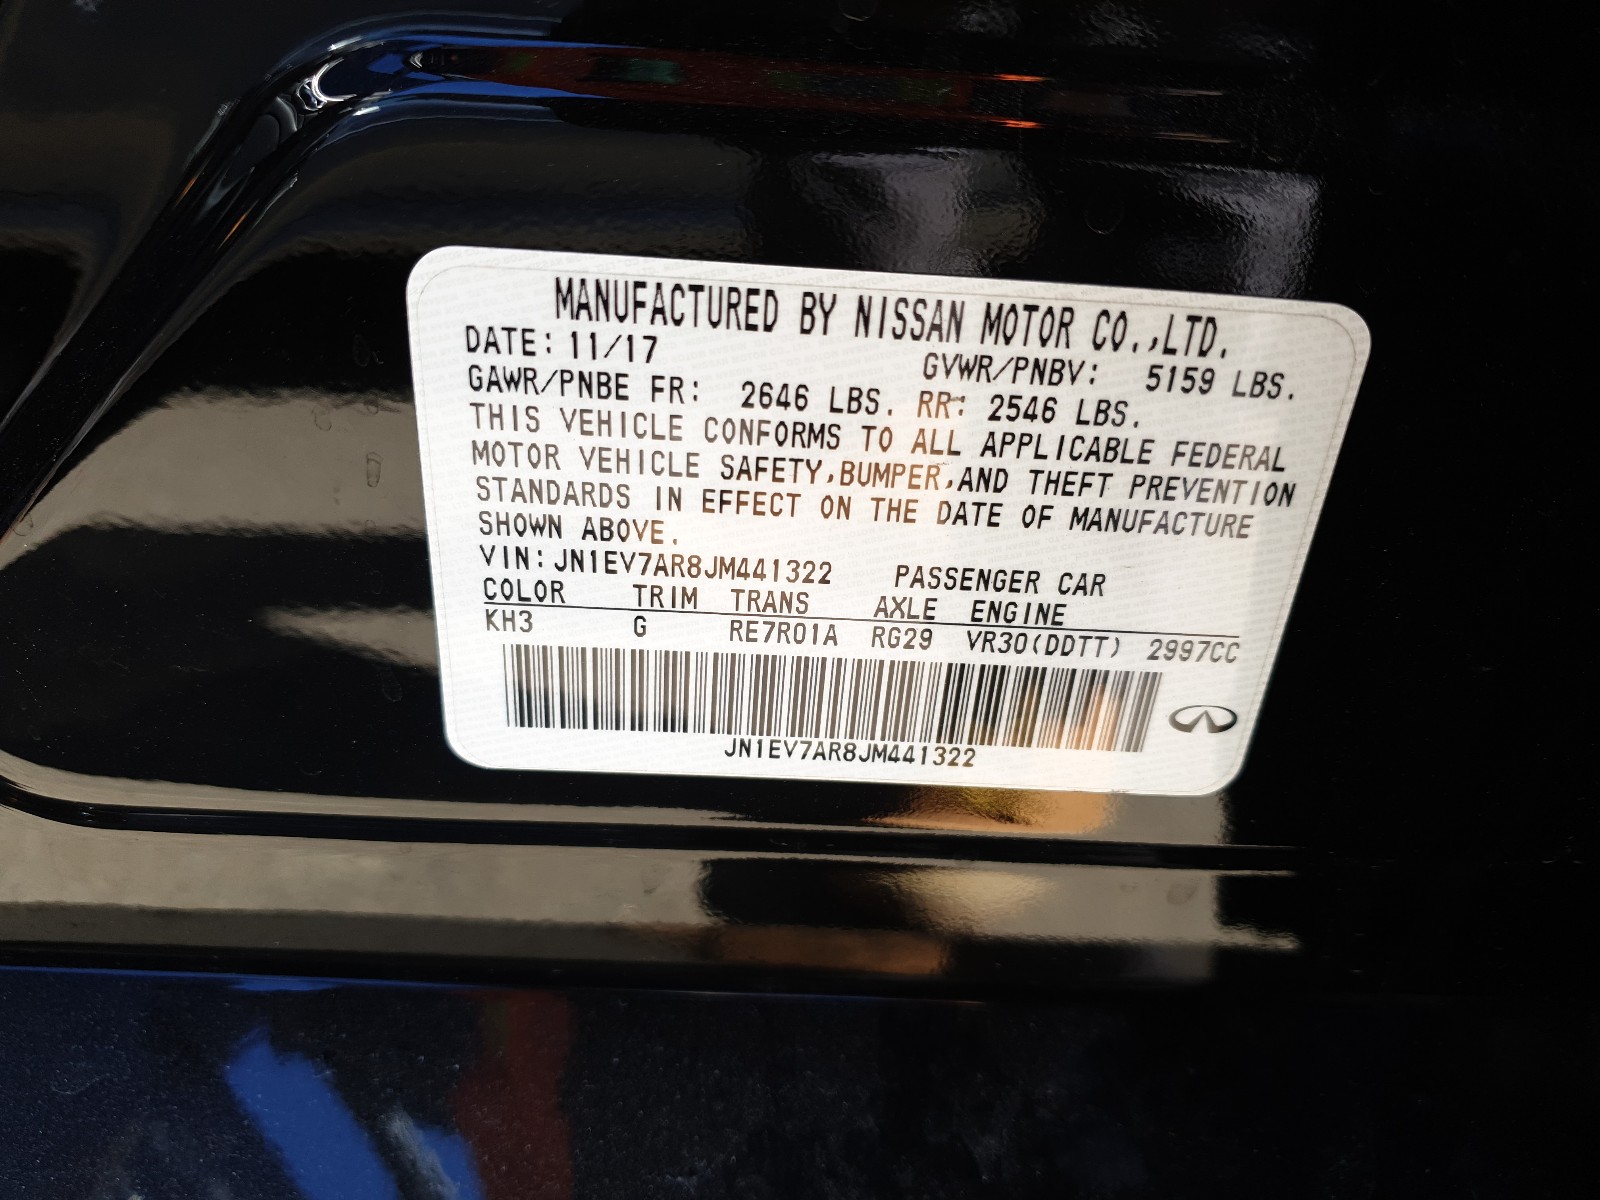 MANUFACTURED BY NISSAN MOTOR CO.,LTD.
DATE: 11/17 GVWR/PNBV: 5159 LBS.
GAWR/PNBE FR: 2646 LBS. RR: 2546 LBS.
THIS VEHICLE CONFORMS TO ALL APPLICABLE FEDERAL
MOTOR VEHICLE SAFETY,BUMPER,AND THEFT PREVENTION
STANDARDS IN EFFECT ON THE DATE OF MANUFACTURE
SHOWN ABOVE.
VIN: JN1EV7AR8JM441322 PASSENGER CAR
COLOR TRIM TRANS AXLE ENGINE
KH3 G RE7R01A RG29 VR30(DDTT) 2997CC
JN1EV7AR8JM441322